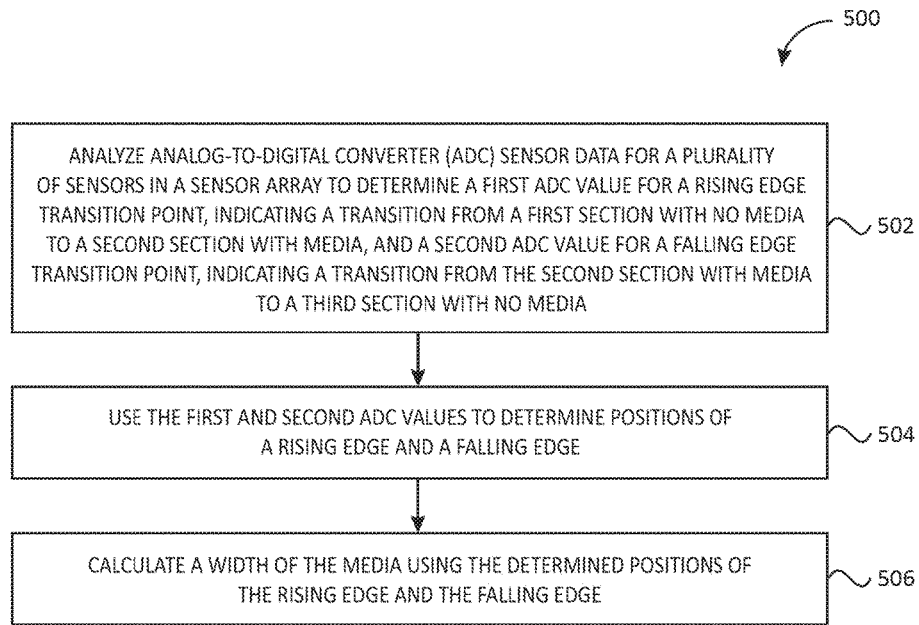 500
ANALYZE ANALOG-TO-DIGITAL CONVERTER (ADC) SENSOR DATA FOR A PLURALITY
OF SENSORS IN A SENSOR ARRAY TO DETERMINE A FIRST ADC VALUE FOR A RISING EDGE
TRANSITION POINT, INDICATING A TRANSITION FROM A FIRST SECTION WITH NO MEDIA
TO A SECOND SECTION WITH MEDIA, AND A SECOND ADC VALUE FOR A FALLING EDGE
TRANSITION POINT, INDICATING A TRANSITION FROM THE SECOND SECTION WITH MEDIA
TO A THIRD SECTION WITH NO MEDIA
502
USE THE FIRST AND SECOND ADC VALUES TO DETERMINE POSITIONS OF
A RISING EDGE AND A FALLING EDGE
504
CALCULATE A WIDTH OF THE MEDIA USING THE DETERMINED POSITIONS OF
THE RISING EDGE AND THE FALLING EDGE
506